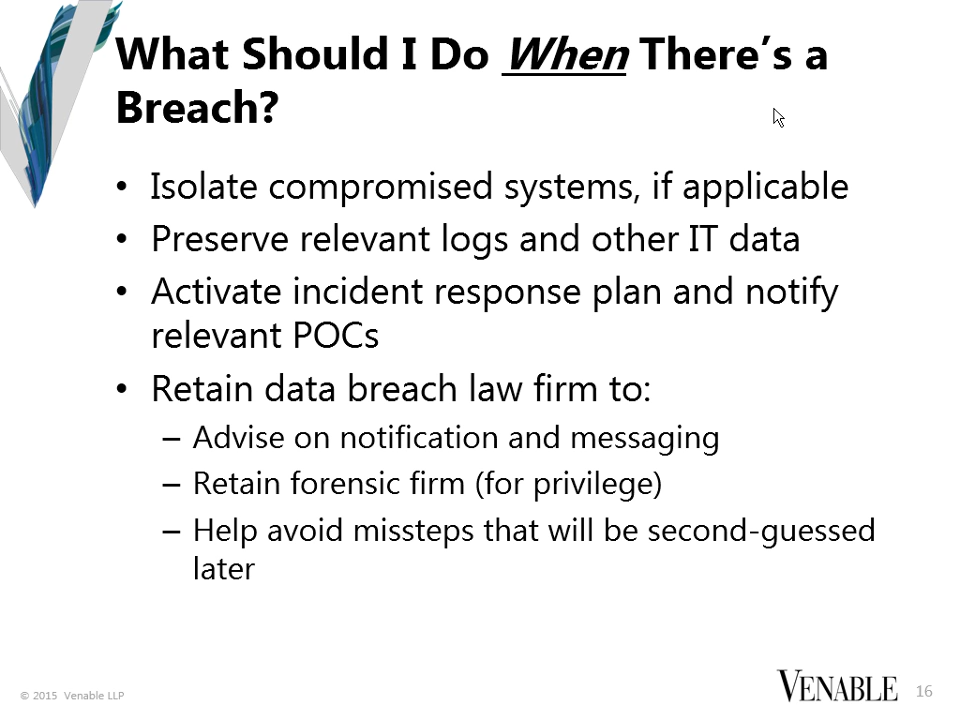 What Should I Do When There's a
Breach?
• Isolate compromised systems, if applicable
• Preserve relevant logs and other IT data
• Activate incident response plan and notify
relevant POCs
• Retain data breach law firm to:
– Advise on notification and messaging
– Retain forensic firm (for privilege)
– Help avoid missteps that will be second-guessed
later
© 2015 Venable LLP
VENABLE
16